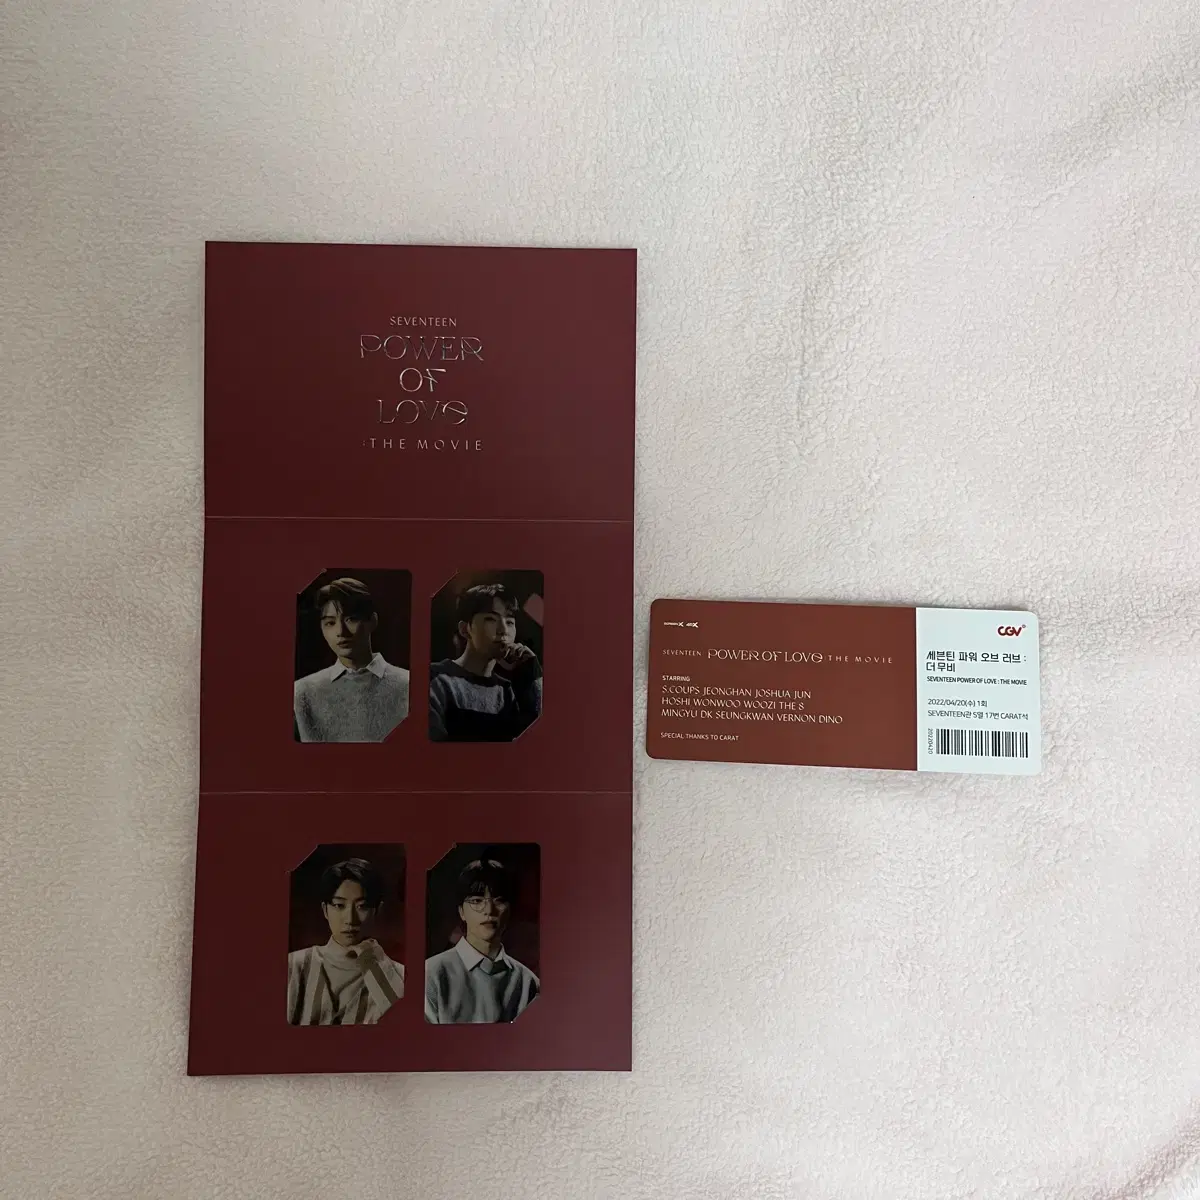 SEVENTEEN
POWER
OF
LOVE
:THE MOVIE
SCREENX 4DX
SEVENTEEN POWER OF LOVE THE MOVIE
STARRING
S.COUPS JEONGHAN JOSHUA JUN
HOSHI WONWOO WOOZI THE 8
MINGYU DK SEUNGKWAN VERNON DINO
SPECIAL THANKS TO CARAT
CGV
세븐틴 파워 오브 러브 :
더 무비
SEVENTEEN POWER OF LOVE : THE MOVIE
2022/04/20(수) 1회
SEVENTEEN관 S열 17번 CARAT석
20220420